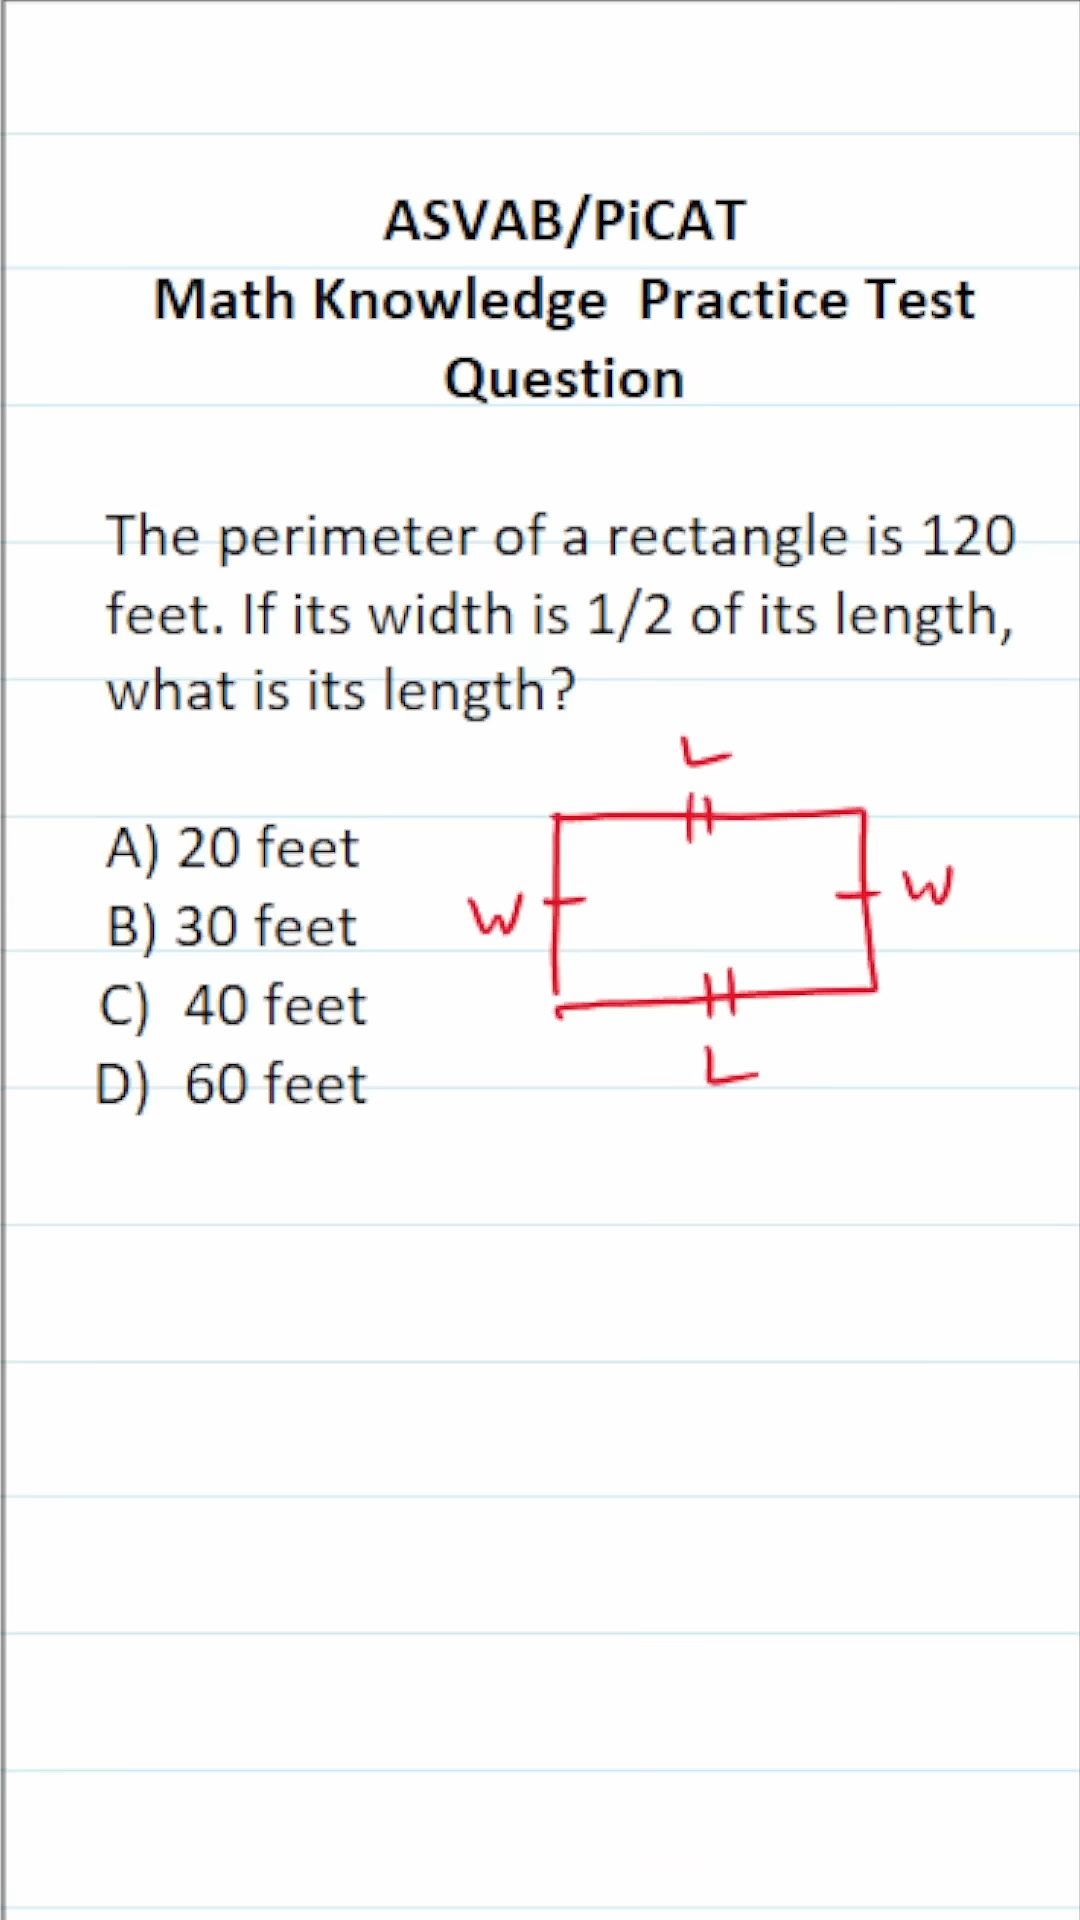 ASVAB/PiCAT
Math Knowledge Practice Test
Question
The perimeter of a rectangle is 120
feet. If its width is 1/2 of its length,
what is its length?
L
A) 20 feet
W
W
B) 30 feet
C) 40 feet
L
D) 60 feet